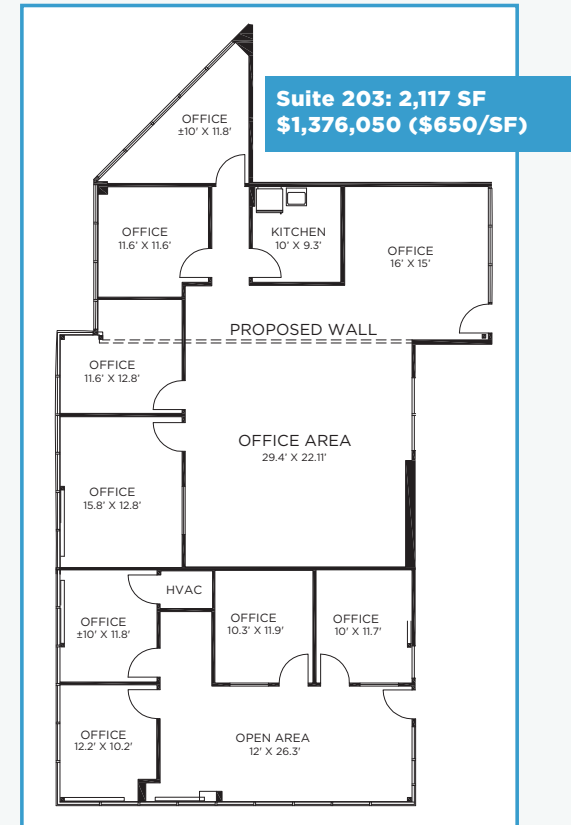 Suite 203: 2,117 SF
$1,376,050 ($650/SF)
OFFICE
±10' X 11.8'
OFFICE
11.6' X 11.6'
KITCHEN
10' X 9.3'
OFFICE
16' X 15'
PROPOSED WALL
OFFICE
11.6' X 12.8'
OFFICE AREA
29.4' X 22.11'
OFFICE
15.8' X 12.8'
HVAC
OFFICE
±10' X 11.8'
OFFICE
10.3' X 11.9'
OFFICE
10' X 11.7'
OFFICE
12.2' X 10.2'
OPEN AREA
12' X 26.3'